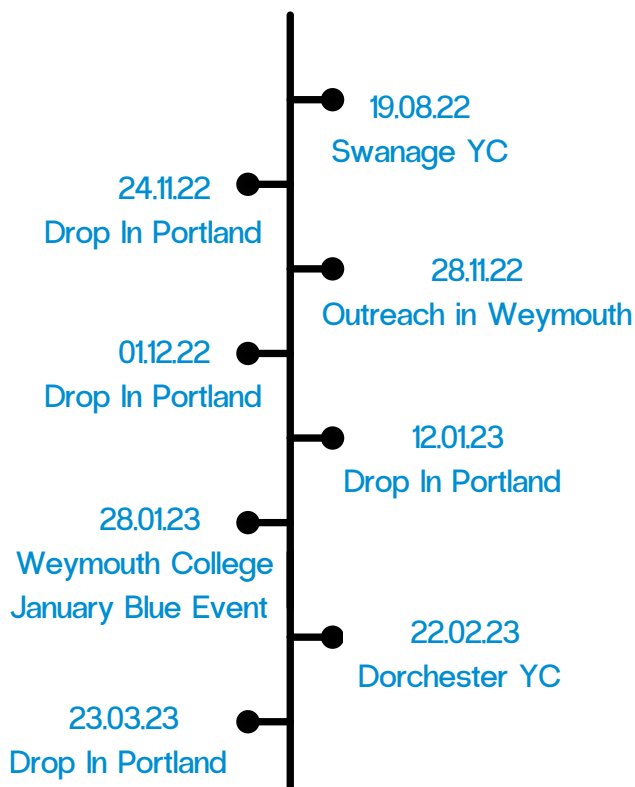 19.08.22
Swanage YC
24.11.22
Drop In Portland
28.11.22
Outreach in Weymouth
01.12.22
Drop In Portland
12.01.23
Drop In Portland
28.01.23
Weymouth College
January Blue Event
22.02.23
Dorchester YC
23.03.23
Drop In Portland